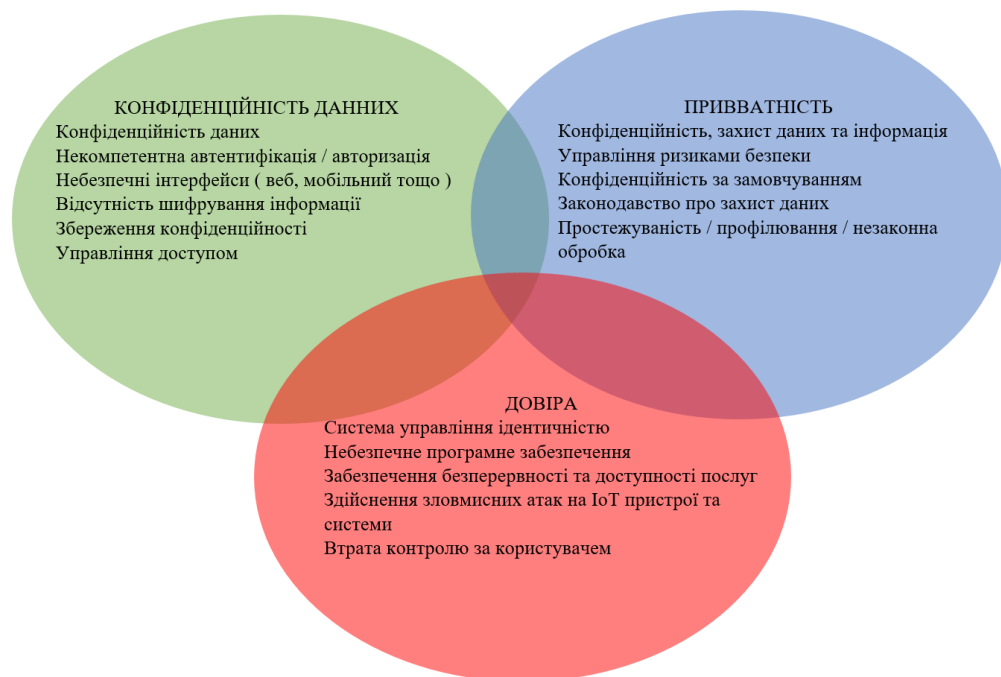 КОНФІДЕНЦІЙНІСТЬ ДАННИХ
Конфіденційність даних
Некомпетентна автентифікація / авторизація
Небезпечні інтерфейси ( веб, мобільний тощо )
Відсутність шифрування інформації
Збереження конфіденційності
Управління доступом
ПРИВВАТНІСТЬ
Конфіденційність, захист даних та інформація
Управління ризиками безпеки
Конфіденційність за замовчуванням
Законодавство про захист даних
Простежуваність / профілювання / незаконна
обробка
ДОВІРА
Система управління ідентичністю
Небезпечне програмне забезпечення
Забезпечення безперервності та доступності послуг
Здійснення зловмисних атак на IoT пристрої та
системи
Втрата контролю за користувачем